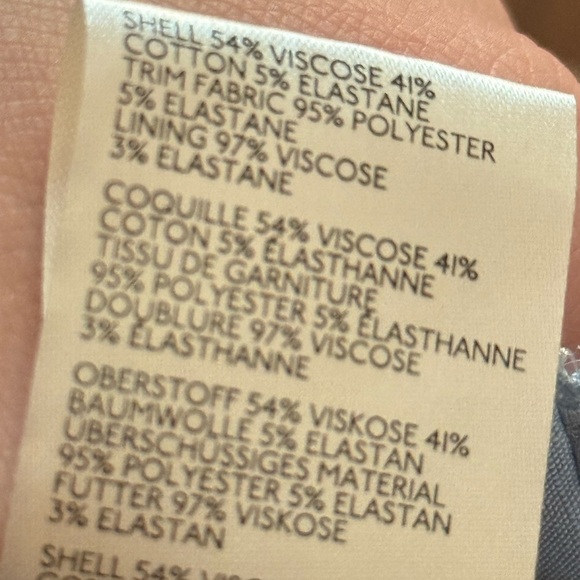 SHELL 54% VISCOSE 41%
COTTON 5% ELASTANE
TRIM FABRIC 95% POLYESTER
5% ELASTANE
LINING 97% VISCOSE
3% ELASTANE
COQUILLE 54% VISCOSE 41%
COTON 5% ÉLASTHANNE
TISSU DE GARNITURE
95% POLYESTER 5% ÉLASTHANNE
DOUBLURE 97% VISCOSE
3% ÉLASTHANNE
OBERSTOFF 54% VISKOSE 41%
BAUMWOLLE 5% ELASTAN
ÜBERSCHÜSSIGES MATERIAL
95% POLYESTER 5% ELASTAN
FUTTER 97% VISKOSE
3% ELASTAN
SHELL 54%